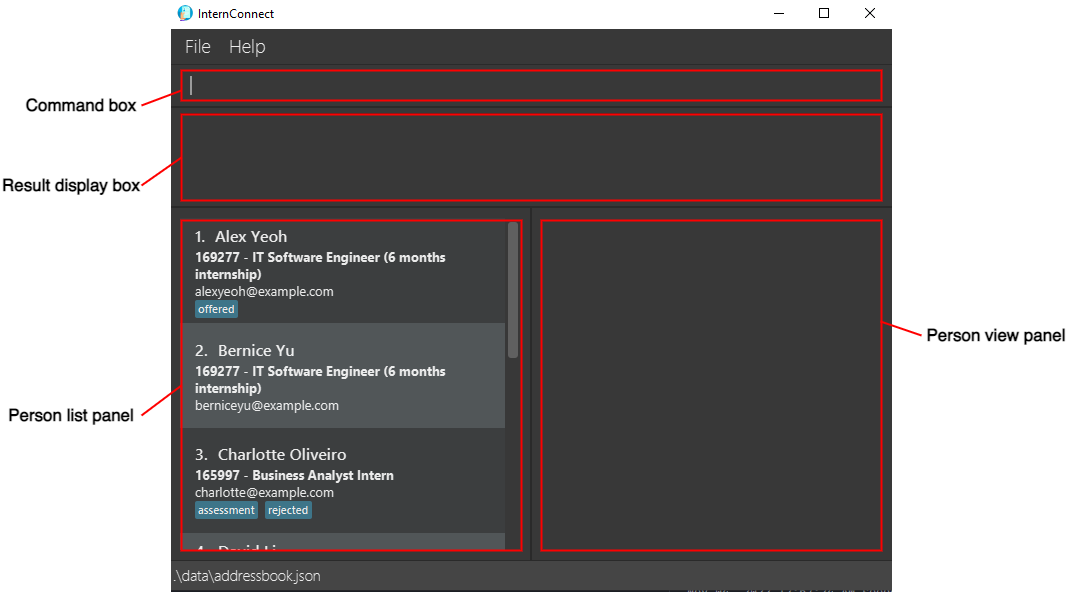 InternConnect
File Help
Command box
Result display box
1. Alex Yeoh
169277 - IT Software Engineer (6 months
internship)
alexyeoh@example.com
offered
2. Bernice Yu
169277 - IT Software Engineer (6 months
internship)
berniceyu@example.com
Person view panel
Person list panel
3. Charlotte Oliveiro
165997 - Business Analyst Intern
charlotte@example.com
assessment rejected
4. David Li
.\data\addressbook.json